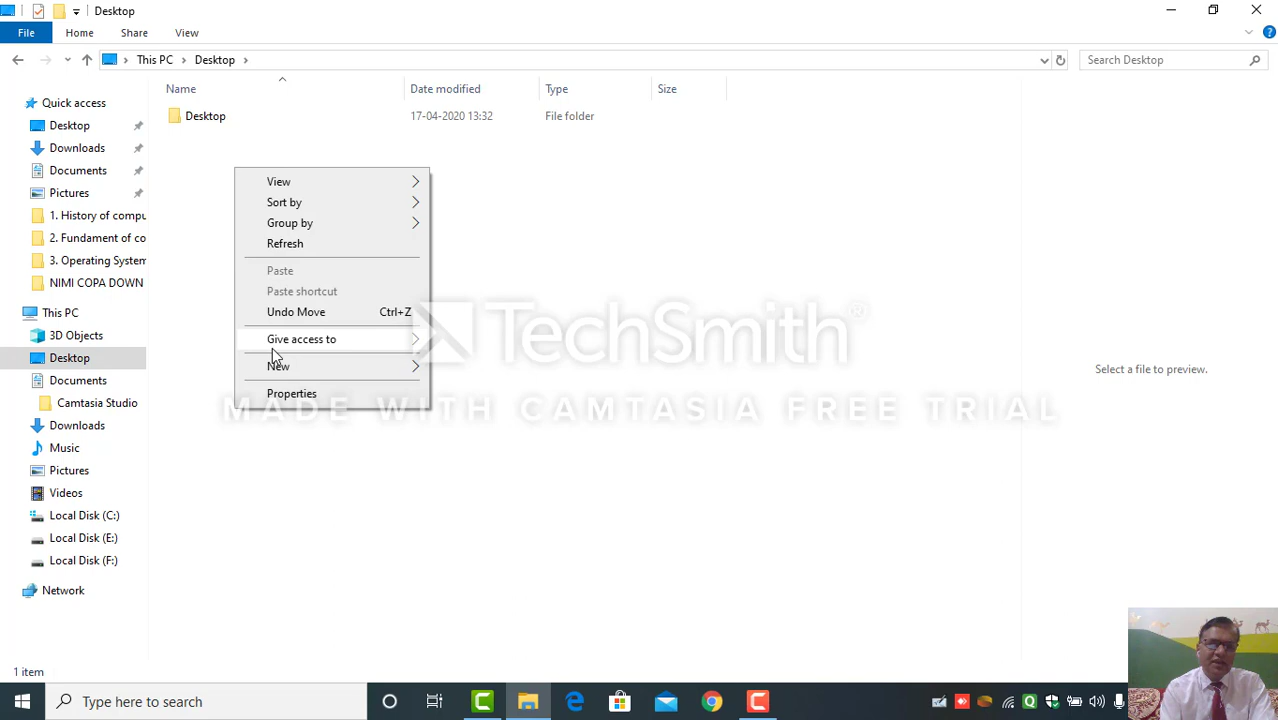 Desktop
File Home Share View
This PC Desktop Search Desktop
Name Date modified Type Size
Desktop 17-04-2020 13:32 File folder
Quick access
Desktop
Downloads
Documents
Pictures
1. History of compu
2. Fundament of co
3. Operating System
NIMI COPA DOWN
This PC
3D Objects
Desktop
Documents
Camtasia Studio
Downloads
Music
Pictures
Videos
Local Disk (C:)
Local Disk (E:)
Local Disk (F:)
Network
View
Sort by
Group by
Refresh
Paste
Paste shortcut
Undo Move Ctrl+Z
Give access to
New
Properties
TechSmith
MADE WITH CAMTASIA FREE TRIAL
Select a file to preview.
1 item
Type here to search